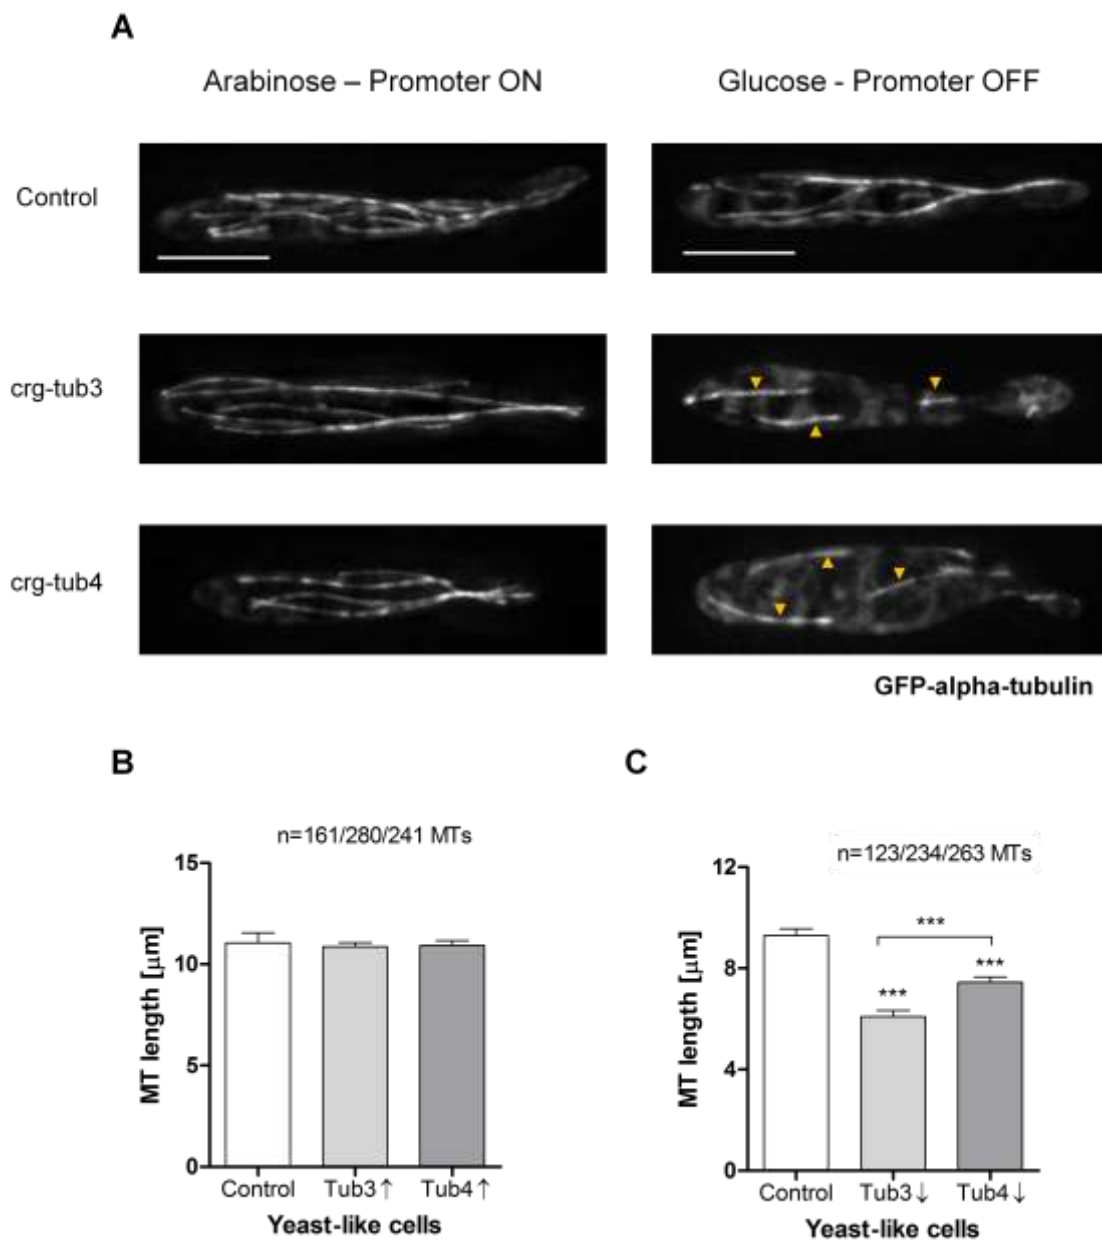 A
Arabinose – Promoter ON
Glucose - Promoter OFF
Control
crg-tub3
crg-tub4
GFP-alpha-tubulin
B
n=161/280/241 MTs
MT length [µm]
15
10
5
0
Control
Tub3↑
Tub4↑
Yeast-like cells
C
n=123/234/263 MTs
MT length [µm]
12
8
4
0
***
***
***
Control
Tub3↓
Tub4↓
Yeast-like cells